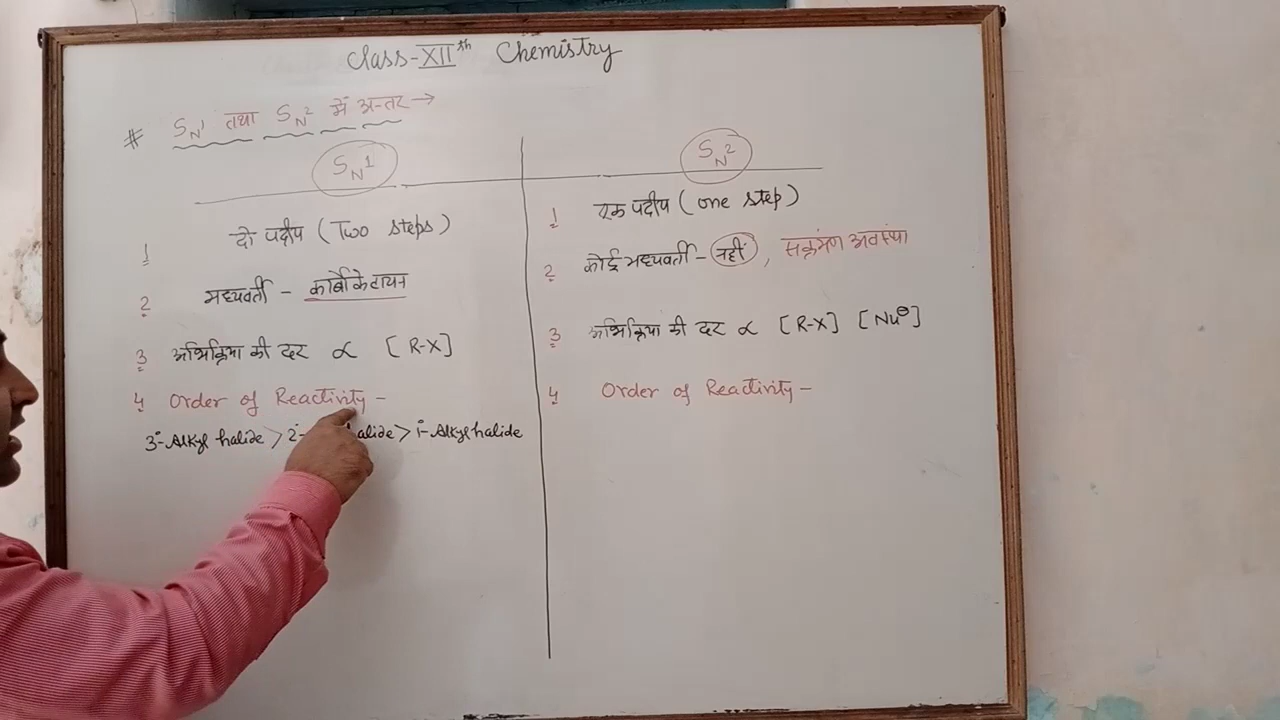 Class-XIIth Chemistry
# SN1 तथा SN2 में अन्तर →
SN1
1 दो पदीय (Two steps)
2 मध्यवर्ती - कार्बोकेटायन
3 अभिक्रिया की दर ∝ [R-X]
4 Order of Reactivity -
3°-Alkyl halide > 2°- halide > 1°-Alkyl halide
SN2
1 एक पदीय (one step)
2 कोई मध्यवर्ती - नहीं, सक्रंमण अवस्था
3 अभिक्रिया की दर ∝ [R-X] [Nu⊖]
4 Order of Reactivity -